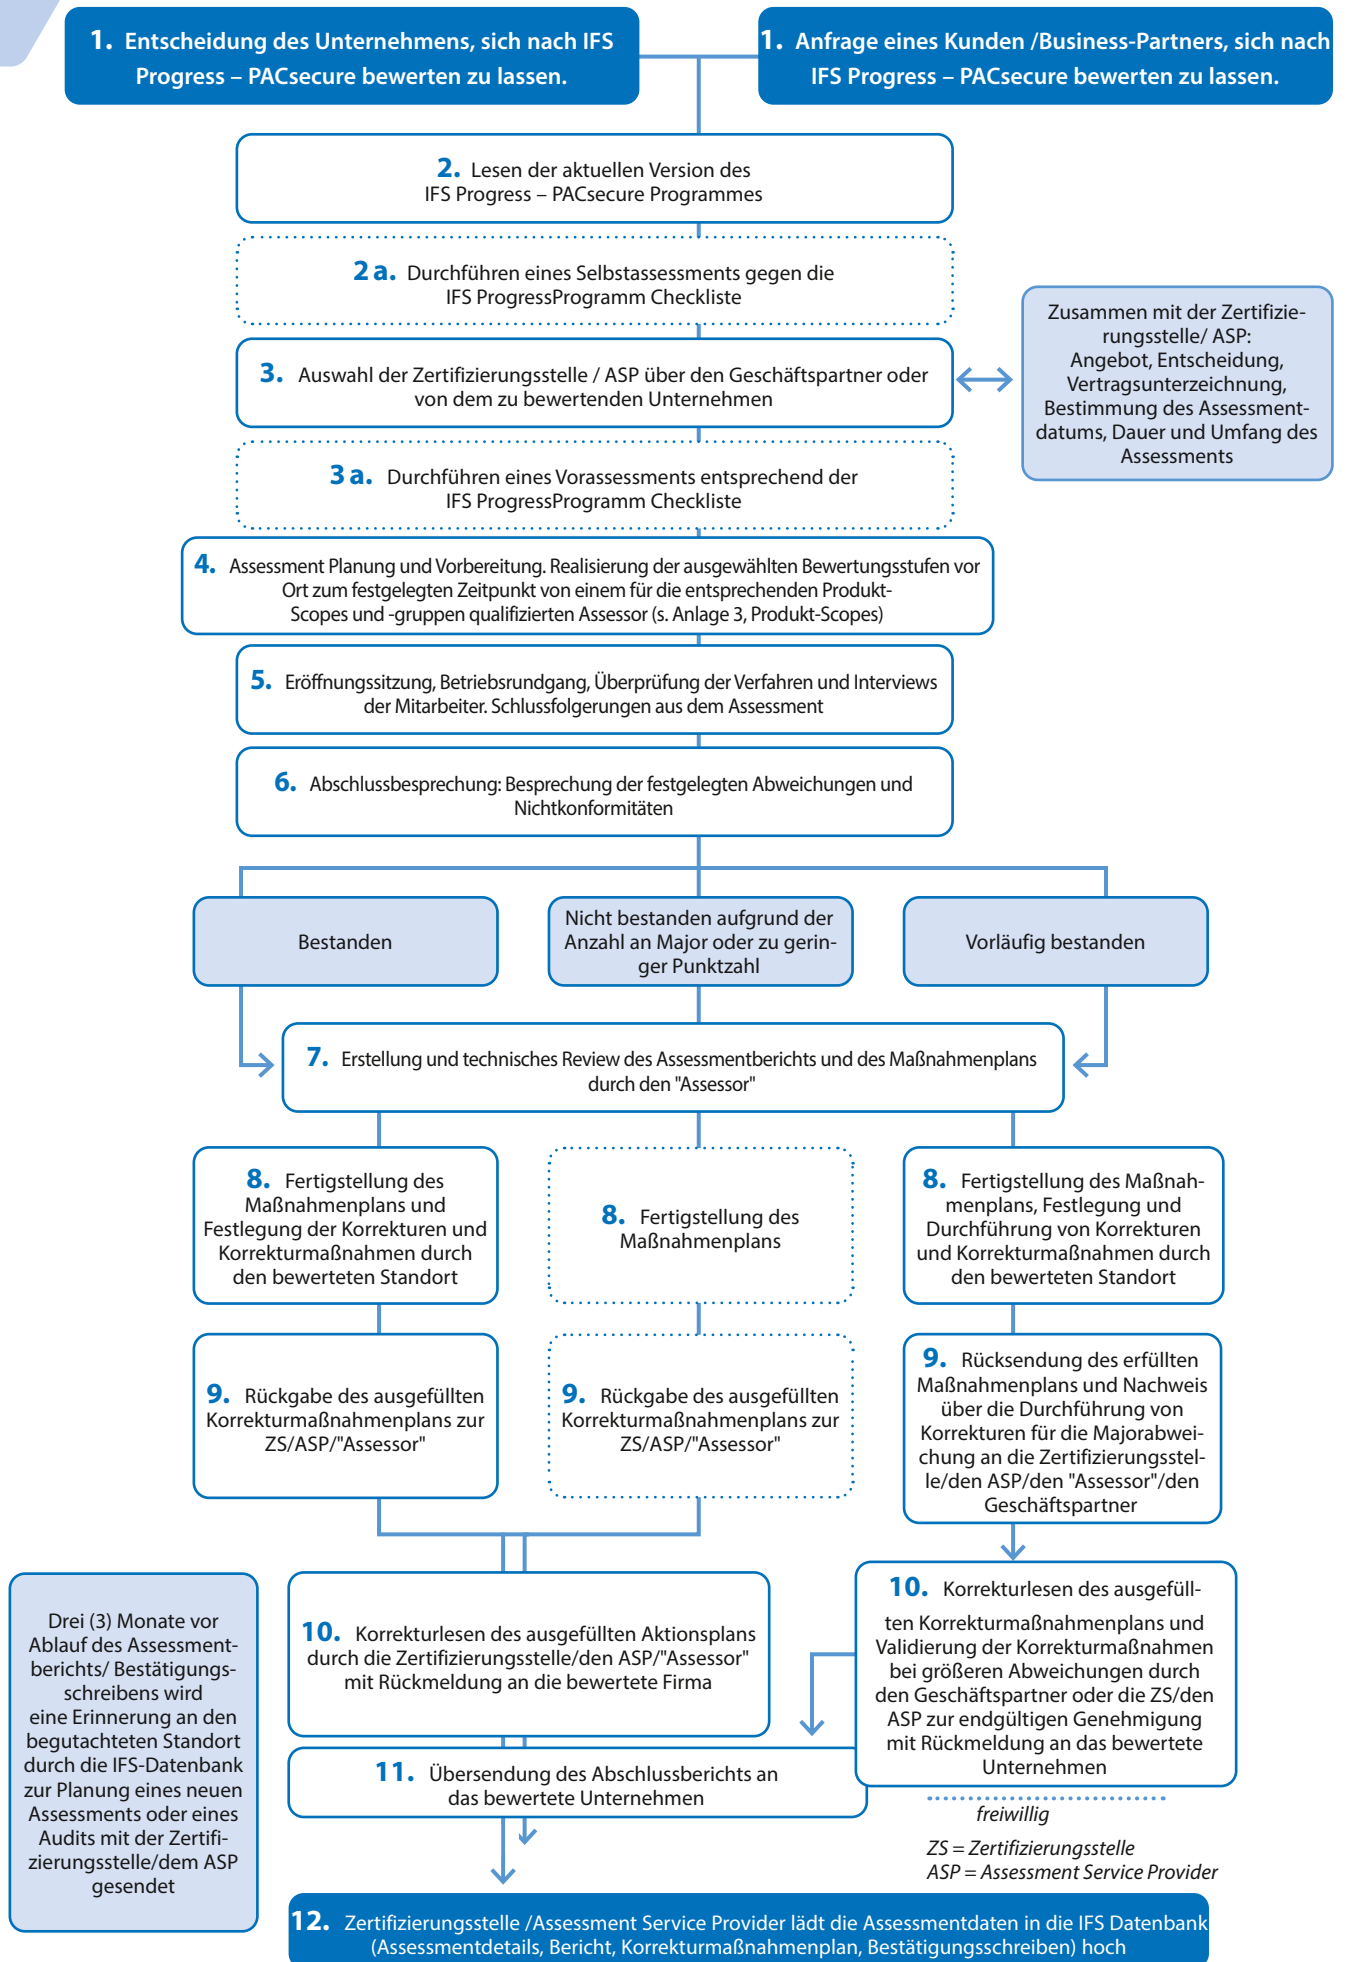 1. Entscheidung des Unternehmens, sich nach IFS
Progress – PACsecure bewerten zu lassen.
1. Anfrage eines Kunden /Business-Partners, sich nach
IFS Progress – PACsecure bewerten zu lassen.
2. Lesen der aktuellen Version des
IFS Progress – PACsecure Programmes
2 a. Durchführen eines Selbstassessments gegen die
IFS ProgressProgramm Checkliste
3. Auswahl der Zertifizierungsstelle / ASP über den Geschäftspartner oder
von dem zu bewertenden Unternehmen
Zusammen mit der Zertifizie-
rungsstelle/ ASP:
Angebot, Entscheidung,
Vertragsunterzeichnung,
Bestimmung des Assessment-
datums, Dauer und Umfang des
Assessments
3 a. Durchführen eines Vorassessments entsprechend der
IFS ProgressProgramm Checkliste
4. Assessment Planung und Vorbereitung. Realisierung der ausgewählten Bewertungsstufen vor
Ort zum festgelegten Zeitpunkt von einem für die entsprechenden Produkt-
Scopes und -gruppen qualifizierten Assessor (s. Anlage 3, Produkt-Scopes)
5. Eröffnungssitzung, Betriebsrundgang, Überprüfung der Verfahren und Interviews
der Mitarbeiter. Schlussfolgerungen aus dem Assessment
6. Abschlussbesprechung: Besprechung der festgelegten Abweichungen und
Nichtkonformitäten
Bestanden
Nicht bestanden aufgrund der
Anzahl an Major oder zu gerin-
ger Punktzahl
Vorläufig bestanden
7. Erstellung und technisches Review des Assessmentberichts und des Maßnahmenplans
durch den "Assessor"
8. Fertigstellung des
Maßnahmenplans und
Festlegung der Korrekturen und
Korrekturmaßnahmen durch
den bewerteten Standort
8. Fertigstellung des
Maßnahmenplans
8. Fertigstellung des Maßnah-
menplans, Festlegung und
Durchführung von Korrekturen
und Korrekturmaßnahmen durch
den bewerteten Standort
9. Rückgabe des ausgefüllten
Korrekturmaßnahmenplans zur
ZS/ASP/"Assessor"
9. Rückgabe des ausgefüllten
Korrekturmaßnahmenplans zur
ZS/ASP/"Assessor"
9. Rücksendung des erfüllten
Maßnahmenplans und Nachweis
über die Durchführung von
Korrekturen für die Majorabwei-
chung an die Zertifizierungsstel-
le/den ASP/den "Assessor"/den
Geschäftspartner
Drei (3) Monate vor
Ablauf des Assessment-
berichts/ Bestätigungs-
schreibens wird
eine Erinnerung an den
begutachteten Standort
durch die IFS-Datenbank
zur Planung eines neuen
Assessments oder eines
Audits mit der Zertifi-
zierungsstelle/dem ASP
gesendet
10. Korrekturlesen des ausgefüllten Aktionsplans
durch die Zertifizierungsstelle/den ASP/"Assessor"
mit Rückmeldung an die bewertete Firma
10. Korrekturlesen des ausgefüll-
ten Korrekturmaßnahmenplans und
Validierung der Korrekturmaßnahmen
bei größeren Abweichungen durch
den Geschäftspartner oder die ZS/den
ASP zur endgültigen Genehmigung
mit Rückmeldung an das bewertete
Unternehmen
11. Übersendung des Abschlussberichts an
das bewertete Unternehmen
freiwillig
ZS = Zertifizierungsstelle
ASP = Assessment Service Provider
12. Zertifizierungsstelle /Assessment Service Provider lädt die Assessmentdaten in die IFS Datenbank
(Assessmentdetails, Bericht, Korrekturmaßnahmenplan, Bestätigungsschreiben) hoch